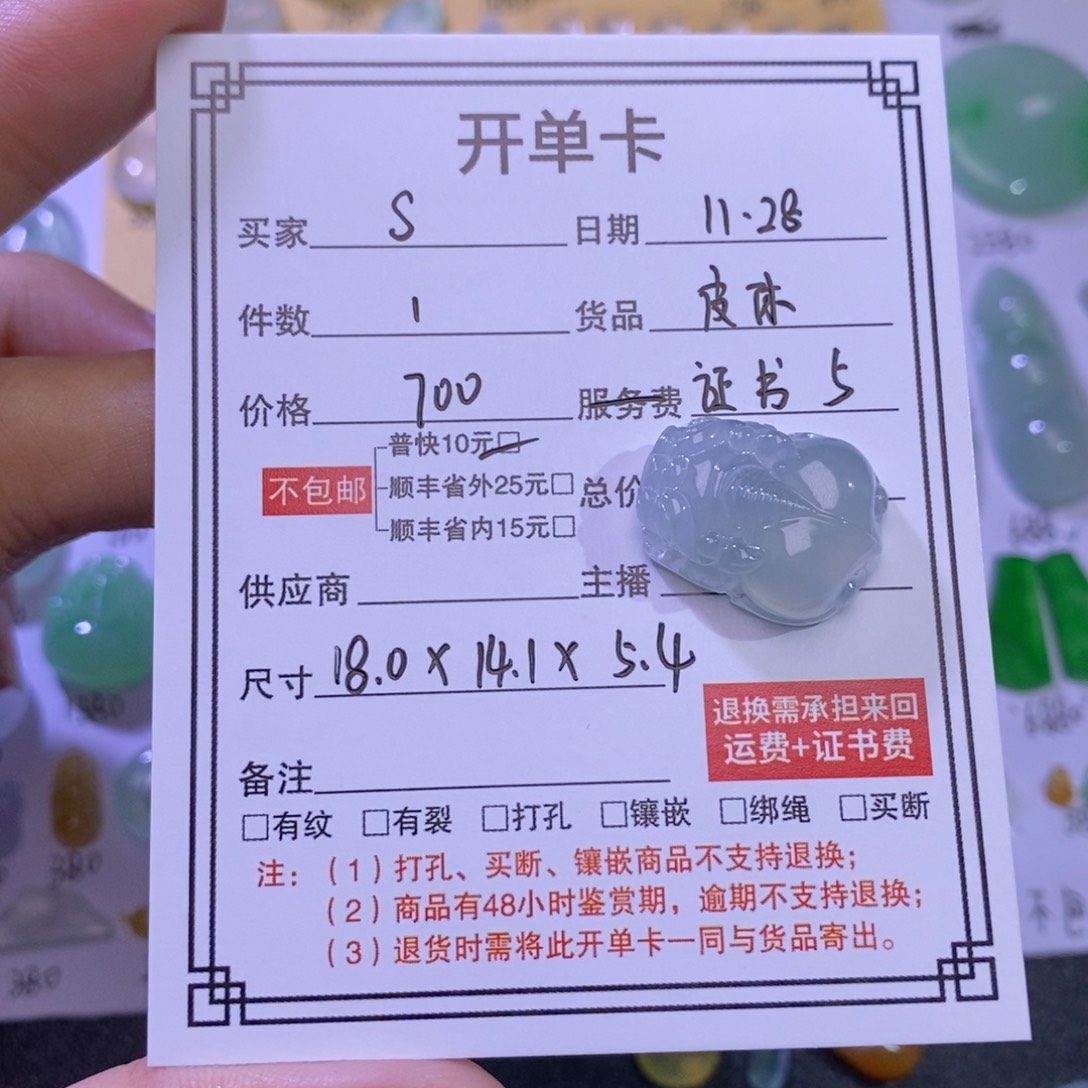 开单卡
买家 S 日期 11·28
件数 1 货品 皮休
价格 700 服务费 证书 5
普快10元□
不包邮 顺丰省外25元□ 总价
顺丰省内15元□
供应商 主播
尺寸 18.0 x 14.1 x 5.4
退换需承担来回
运费+证书费
备注
□有纹 □有裂 □打孔 □镶嵌 □绑绳 □买断
注:(1)打孔、买断、镶嵌商品不支持退换;
(2)商品有48小时鉴赏期,逾期不支持退换;
(3)退货时需将此开单卡一同与货品寄出。
380
380